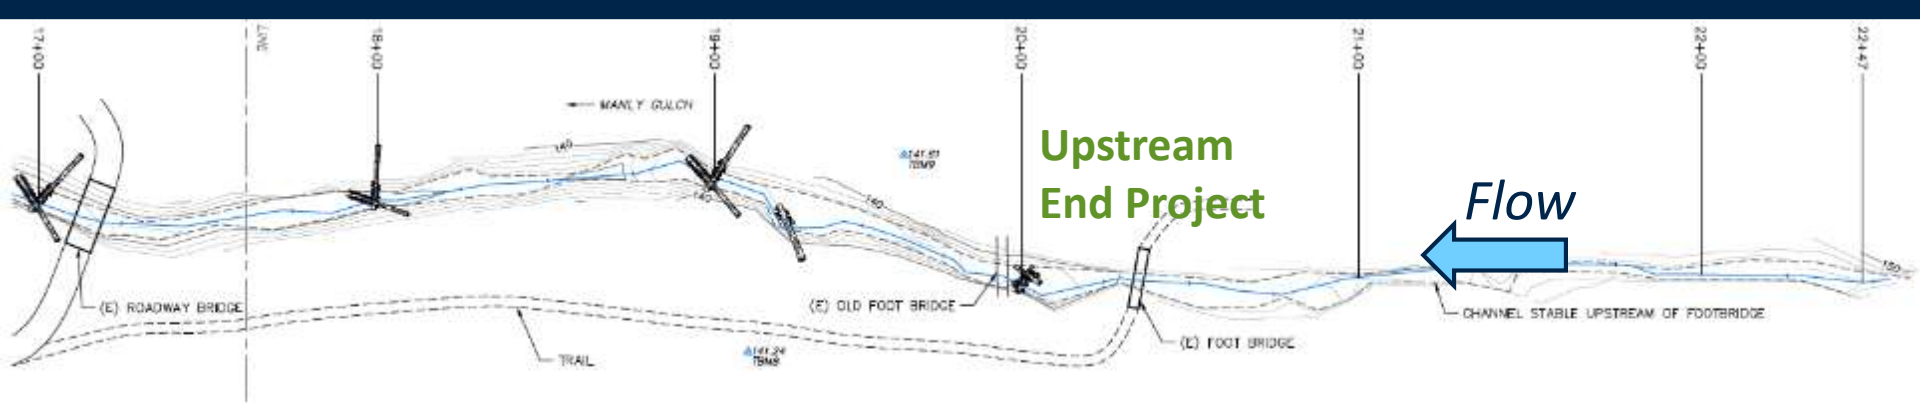 17+00
18+00
19+00
20+00
21+00
22+00
22+47
MANLY GULCH
140
141.61
TBM9
Upstream
End Project
Flow
140
140
150
(E) ROADWAY BRIDGE
(E) OLD FOOT BRIDGE
CHANNEL STABLE UPSTREAM OF FOOTBRIDGE
(E) FOOT BRIDGE
TRAIL
141.24
TBM8